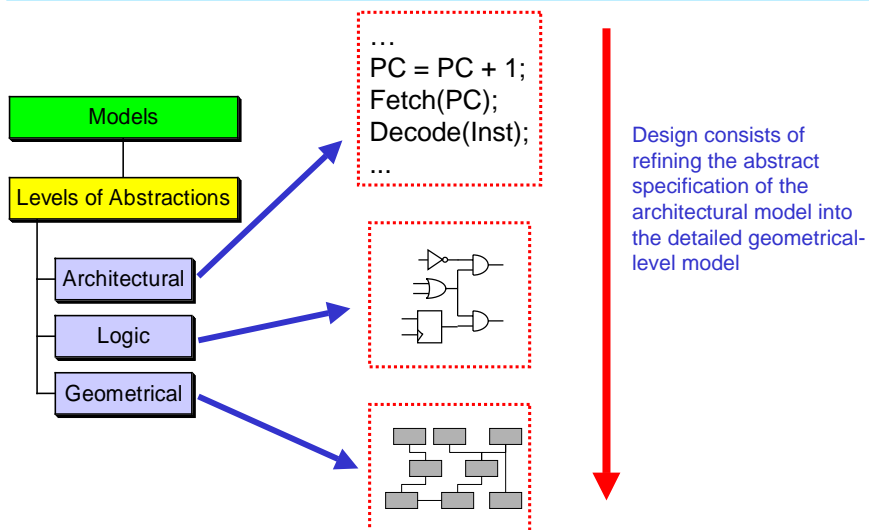 Models
Levels of Abstractions
Architectural
Logic
Geometrical
…
PC = PC + 1;
Fetch(PC);
Decode(Inst);
...
Design consists of
refining the abstract
specification of the
architectural model into
the detailed geometrical-
level model